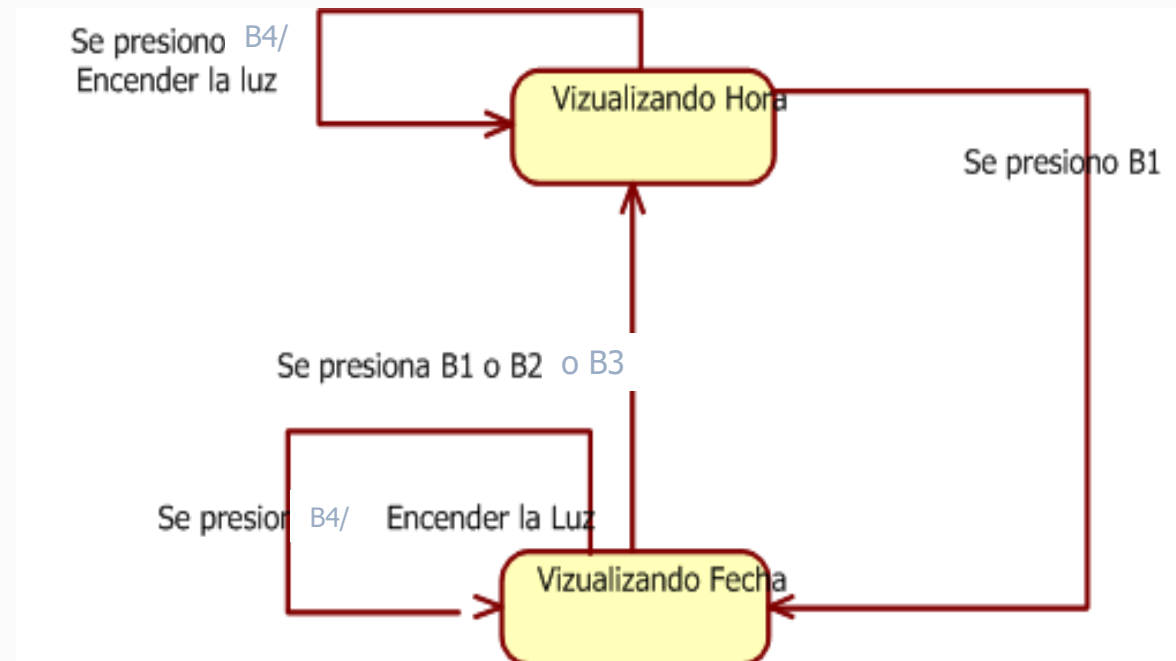 Se presiono B4/
Encender la luz
Vizualizando Hora
Se presiono B1
Se presiona B1 o B2 o B3
Se presior B4/ Encender la Luz
Vizualizando Fecha